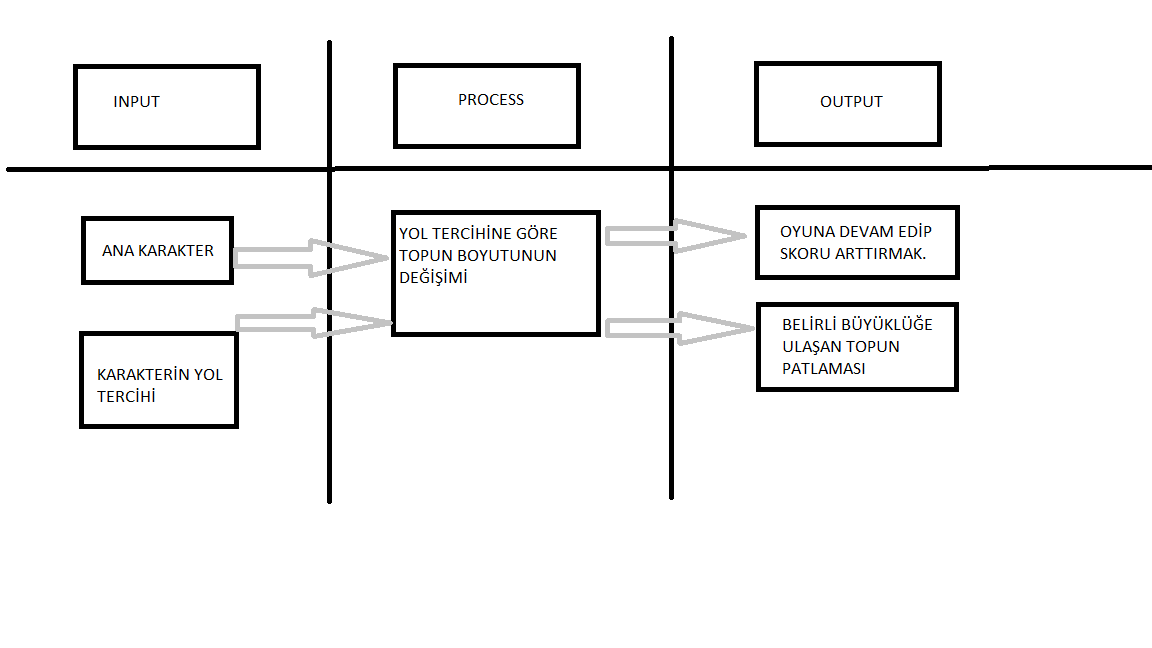 INPUT
PROCESS
OUTPUT
ANA KARAKTER
KARAKTERİN YOL
TERCİHİ
YOL TERCİHİNE GÖRE
TOPUN BOYUTUNUN
DEĞİŞİMİ
OYUNA DEVAM EDİP
SKORU ARTTIRMAK.
BELİRLİ BÜYÜKLÜĞE
ULAŞAN TOPUN
PATLAMASI